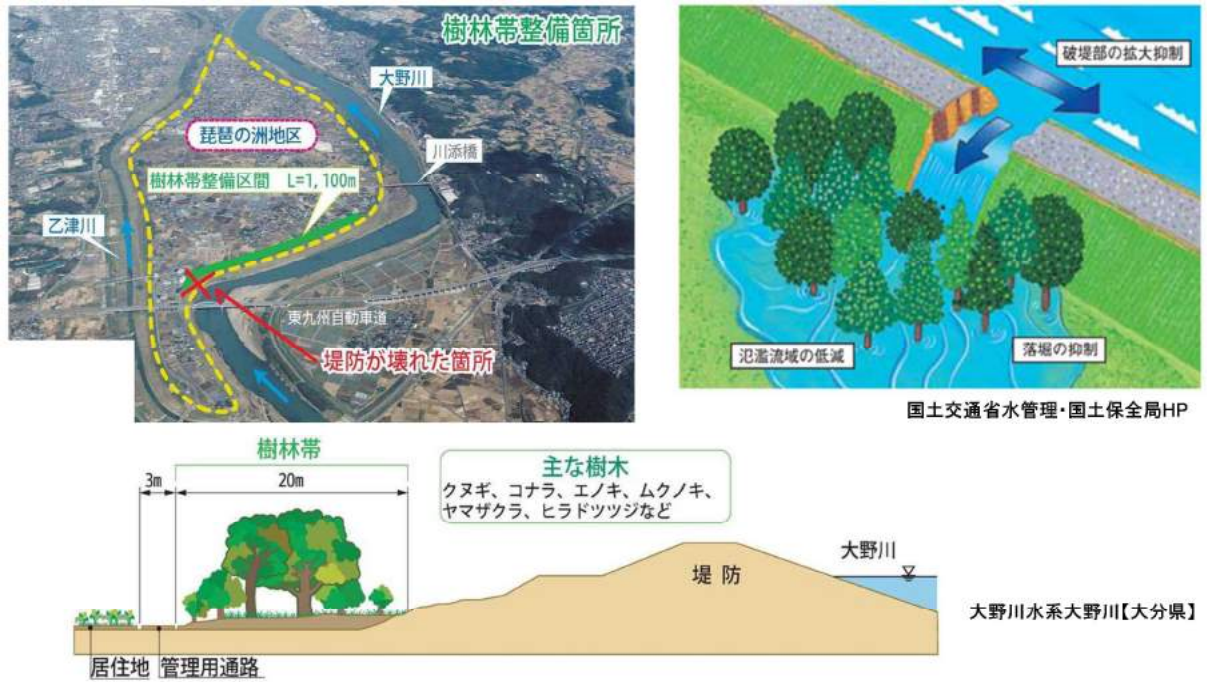 樹林帯整備箇所
大野川
琵琶の洲地区
川添橋
樹林帯整備区間 L=1,100m
乙津川
東九州自動車道
堤防が壊れた箇所
破堤部の拡大抑制
氾濫流域の低減
落堀の抑制
国土交通省水管理・国土保全局HP
樹林帯
3m
20m
主な樹木
クヌギ、コナラ、エノキ、ムクノキ、
ヤマザクラ、ヒラドツツジなど
大野川
堤防
大野川水系大野川【大分県】
居住地
管理用通路